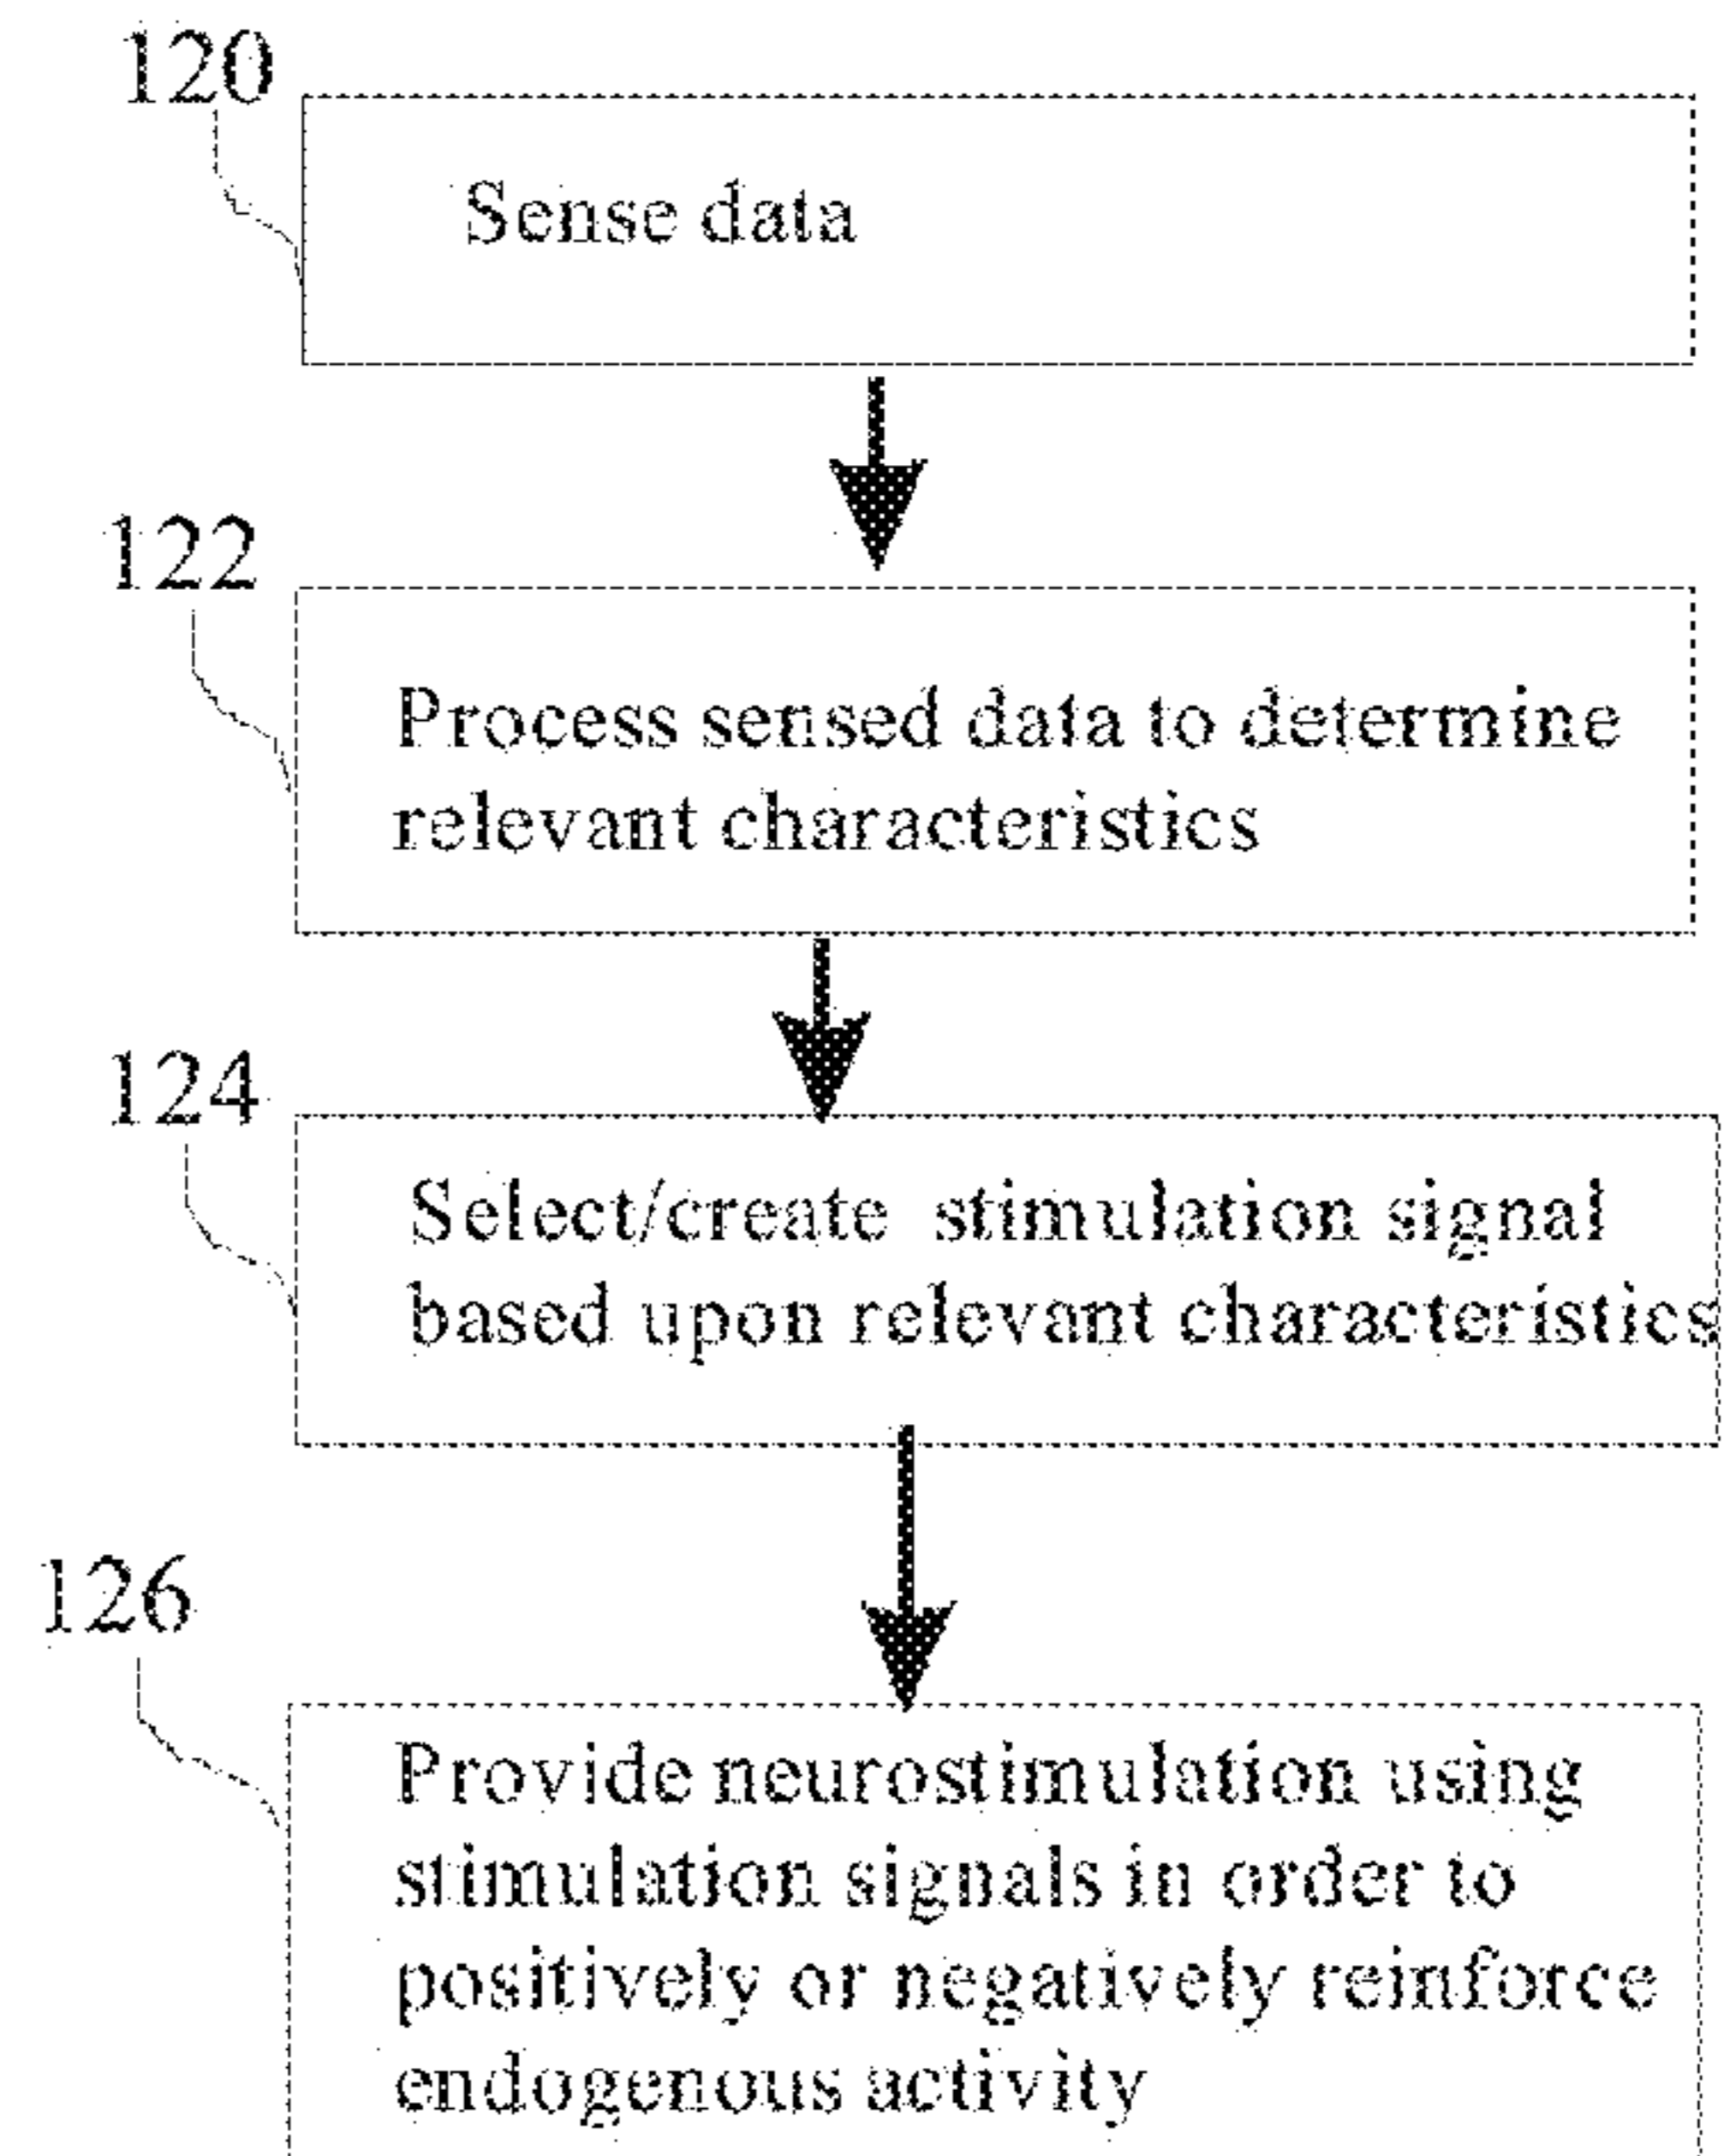 120
Sense data
122
Process sensed data to determine
relevant characteristics
124
Select/create stimulation signal
based upon relevant characteristics
126
Provide neurostimulation using
stimulation signals in order to
positively or negatively reinforce
endogenous activity